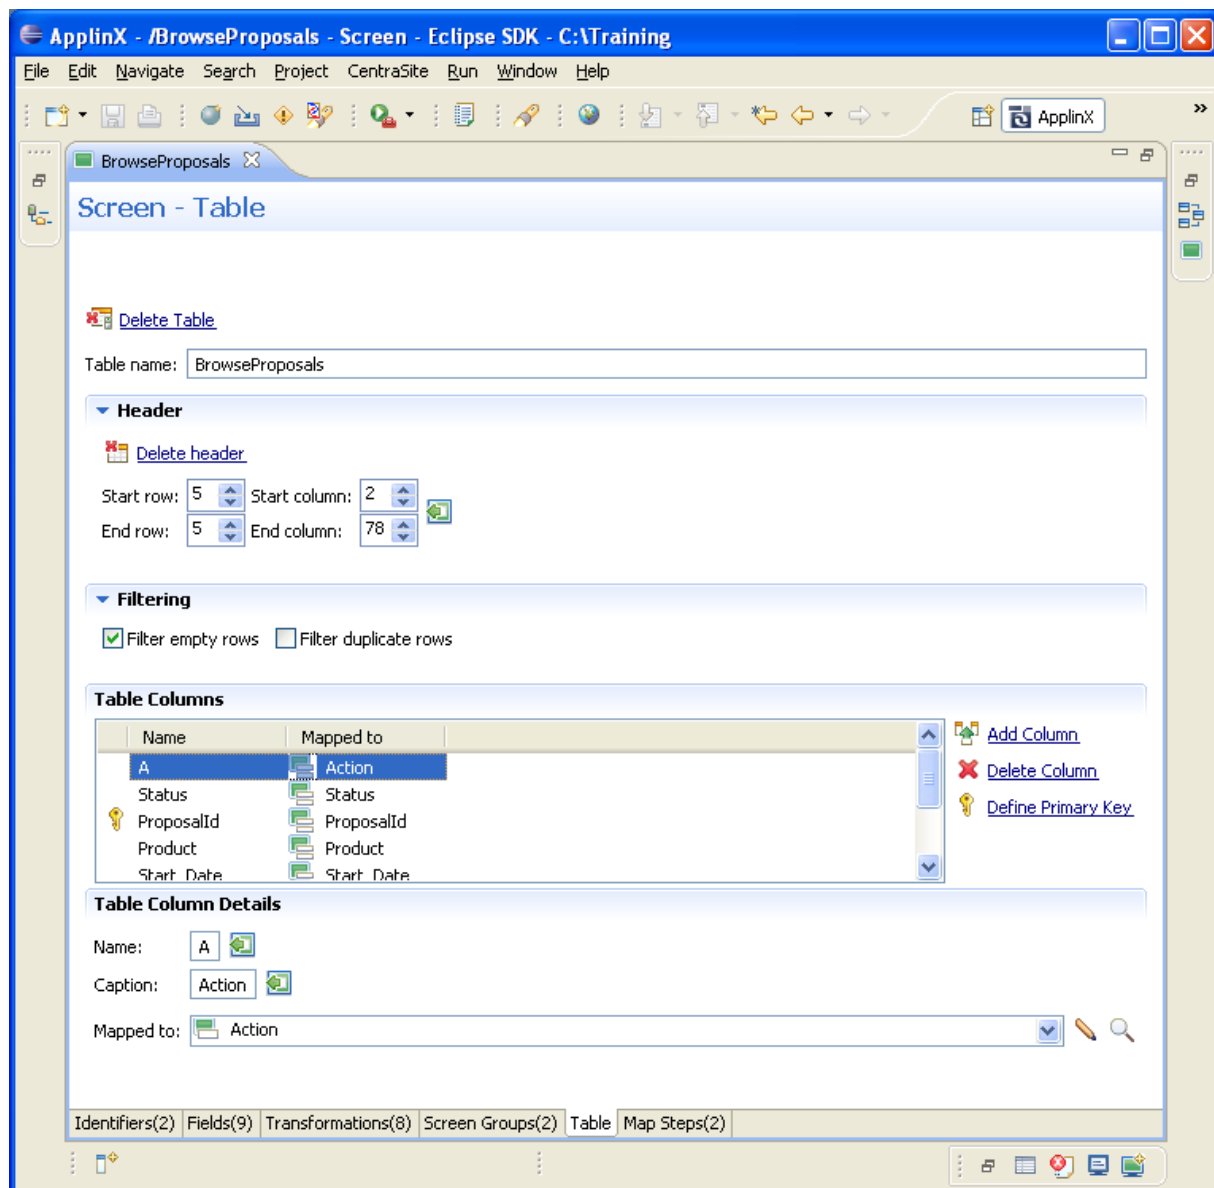 ApplinX - /BrowseProposals - Screen - Eclipse SDK - C:\Training
File Edit Navigate Search Project CentraSite Run Window Help
ApplinX »
BrowseProposals
Screen - Table
Delete Table
Table name: BrowseProposals
Header
Delete header
Start row: 5 Start column: 2
End row: 5 End column: 78
Filtering
Filter empty rows Filter duplicate rows
Table Columns
Name Mapped to
Add Column
A Action
Delete Column
Status Status
Define Primary Key
ProposalId ProposalId
Product Product
Start_Date Start_Date
Table Column Details
Name: A
Caption: Action
Mapped to: Action
Identifiers(2) Fields(9) Transformations(8) Screen Groups(2) Table Map Steps(2)